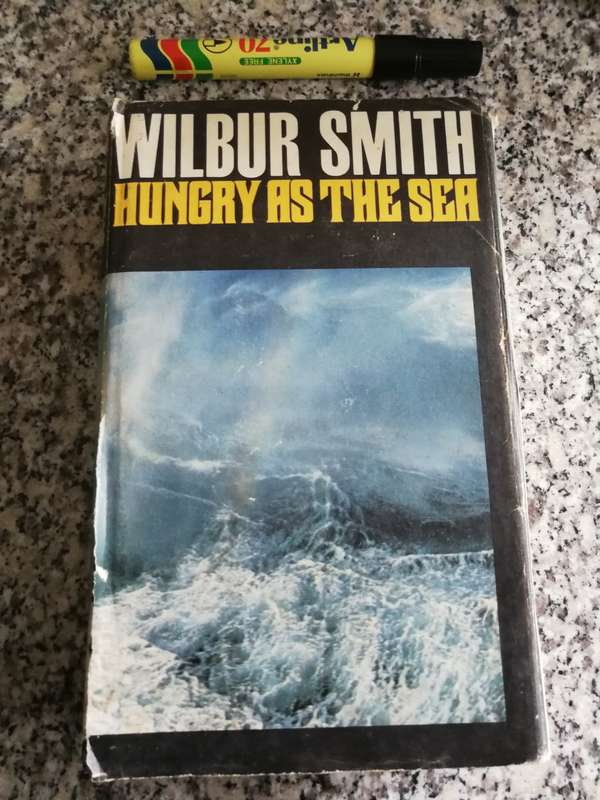 Artline 70
XYLENE FREE
WILBUR SMITH
HUNGRY AS THE SEA